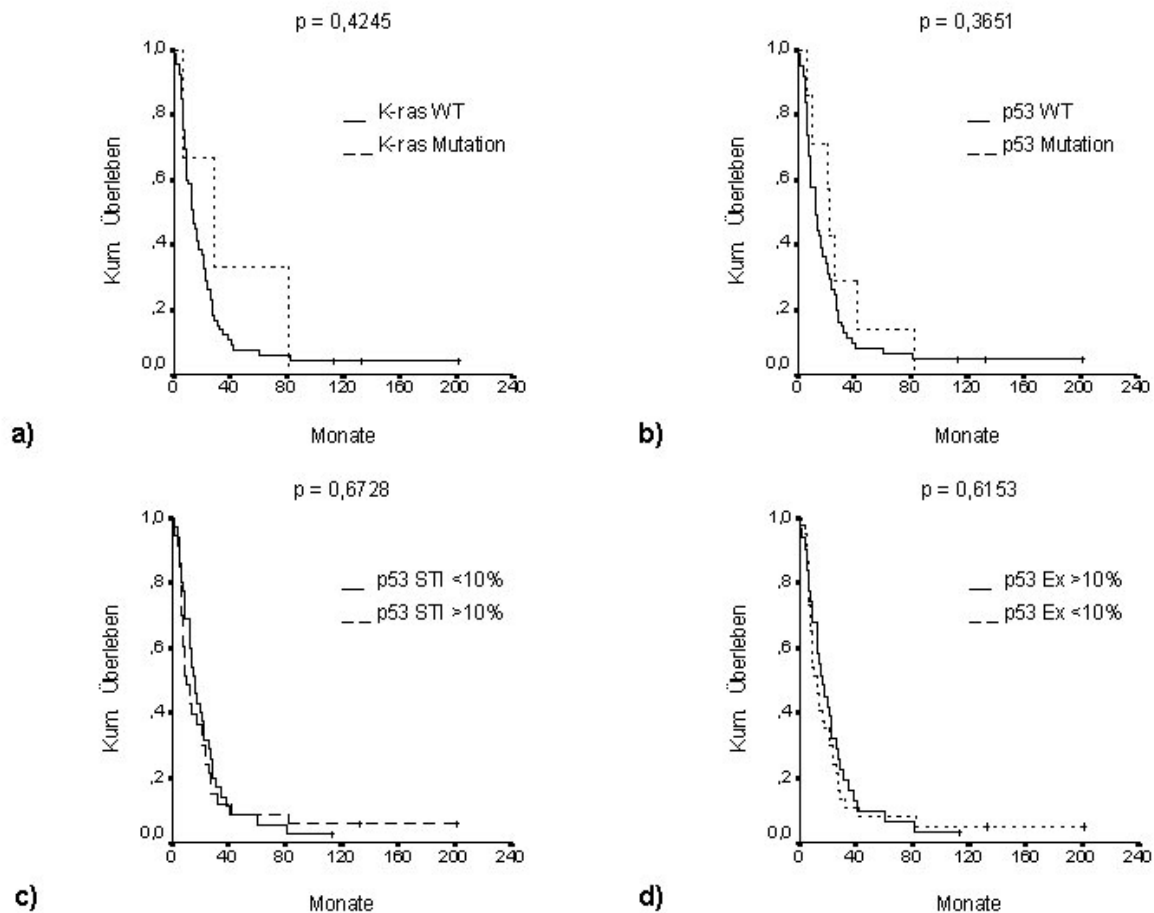 p = 0,4245
1,0
,8
,6
,4
,2
0,0
Kum. Überleben
K-ras WT
K-ras Mutation
0 40 80 120 160 200 240
Monate
a)
p = 0,3651
1,0
,8
,6
,4
,2
0,0
Kum. Überleben
p53 WT
p53 Mutation
0 40 80 120 160 200 240
Monate
b)
p = 0,6728
1,0
,8
,6
,4
,2
0,0
Kum. Überleben
p53 STI <10%
p53 STI >10%
0 40 80 120 160 200 240
Monate
c)
p = 0,6153
1,0
,8
,6
,4
,2
0,0
Kum. Überleben
p53 Ex >10%
p53 Ex <10%
0 40 80 120 160 200 240
Monate
d)